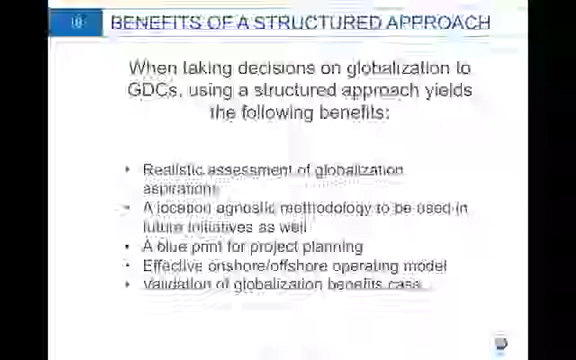 BENEFITS OF A STRUCTURED APPROACH
When taking decisions on globalization to
GDCs, using a structured approach yields
the following benefits:
• Realistic assessment of globalization
aspirations
• A location agnostic methodology to be used in
future initiatives as well
• A blue print for project planning
• Effective onshore/offshore operating model
• Validation of globalization benefits case